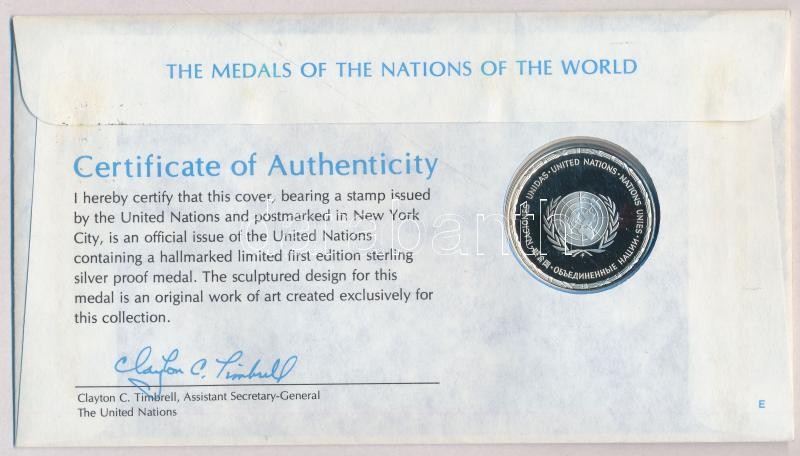 THE MEDALS OF THE NATIONS OF THE WORLD
Certificate of Authenticity
I hereby certify that this cover, bearing a stamp issued
by the United Nations and postmarked in New York
City, is an official issue of the United Nations
containing a hallmarked limited first edition sterling
silver proof medal. The sculptured design for this
medal is an original work of art created exclusively for
this collection.
Clayton C. Timbrell
Clayton C. Timbrell, Assistant Secretary-General
The United Nations
NACIONES UNIDAS · UNITED NATIONS · NATIONS UNIES
ОБЪЕДИНЕННЫЕ НАЦИИ
E